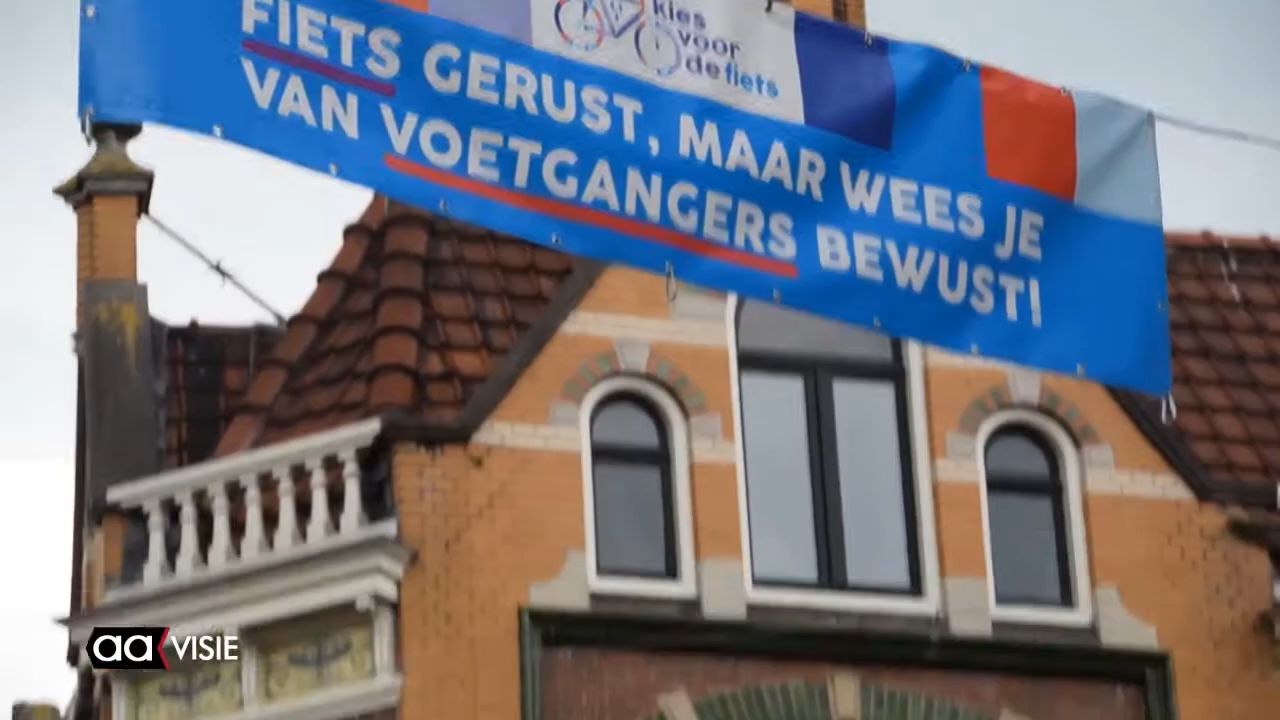 kies
voor
de fiets
FIETS GERUST, MAAR WEES JE
VAN VOETGANGERS BEWUST!
aa VISIE